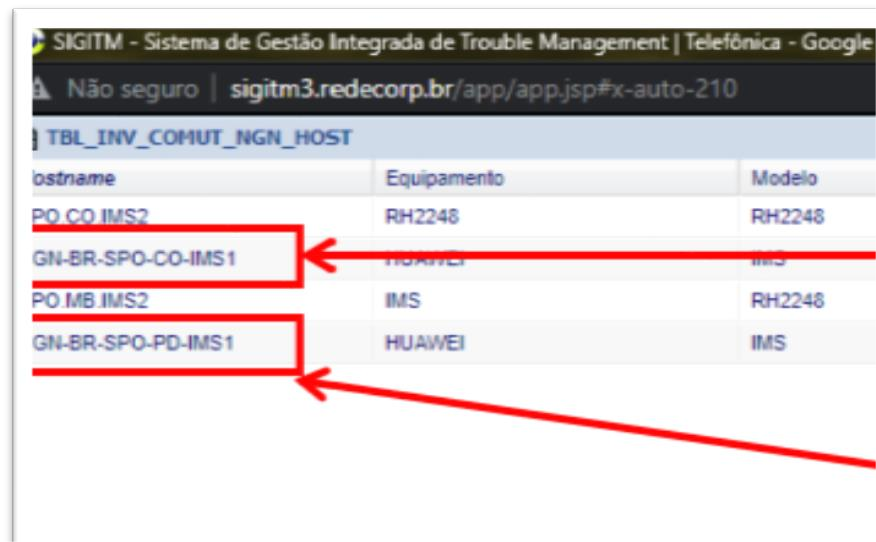 SIGITM - Sistema de Gestão Integrada de Trouble Management | Telefônica - Google
Não seguro | sigitm3.redecorp.br/app/app.jsp#x-auto-210
TBL_INV_COMUT_NGN_HOST
ostname Equipamento Modelo
PO.CO.IMS2 RH2248 RH2248
GN-BR-SPO-CO-IMS1 HUAWEI IMS
PO.MB.IMS2 IMS RH2248
GN-BR-SPO-PD-IMS1 HUAWEI IMS